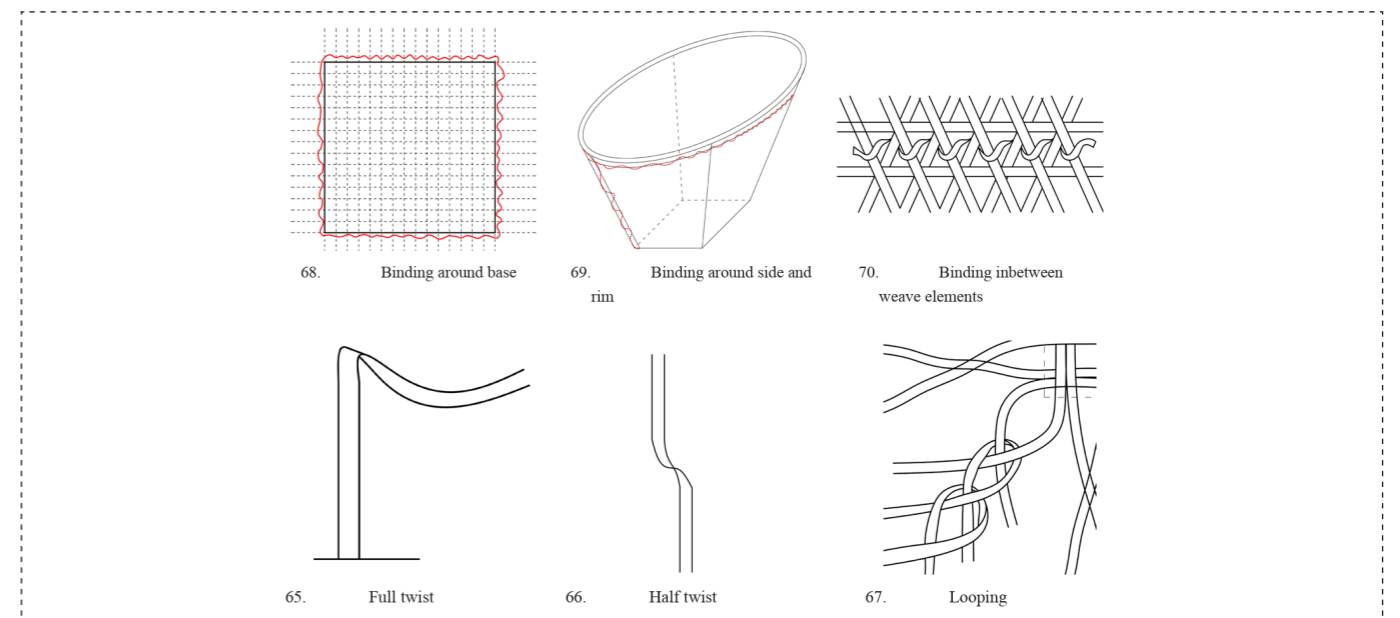 68. Binding around base
69. Binding around side and
rim
70. Binding inbetween
weave elements
65. Full twist
66. Half twist
67. Looping